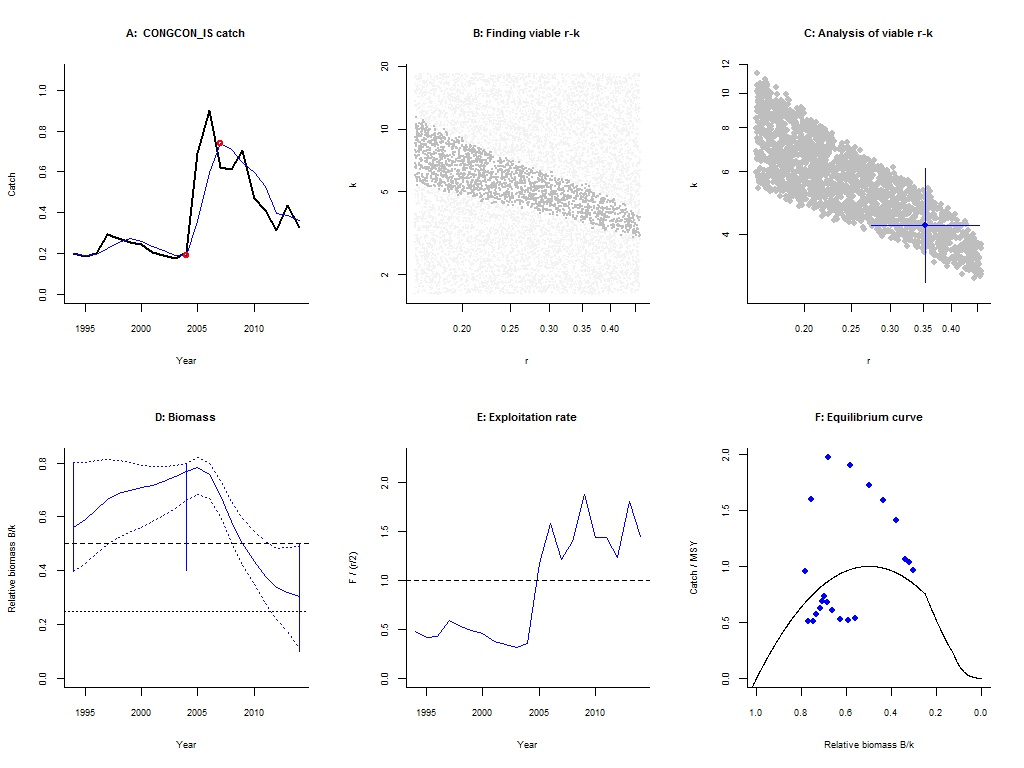 A: CONGCON_IS catch
Catch
0.0 0.2 0.4 0.6 0.8 1.0
1995 2000 2005 2010
Year
B: Finding viable r-k
k
2 5 10 20
0.20 0.25 0.30 0.35 0.40
r
C: Analysis of viable r-k
k
4 6 8 10 12
0.20 0.25 0.30 0.35 0.40
r
D: Biomass
Relative biomass B/k
0.0 0.2 0.4 0.6 0.8
1995 2000 2005 2010
Year
E: Exploitation rate
F / (r/2)
0.0 0.5 1.0 1.5 2.0
1995 2000 2005 2010
Year
F: Equilibrium curve
Catch / MSY
0.0 0.5 1.0 1.5 2.0
1.0 0.8 0.6 0.4 0.2 0.0
Relative biomass B/k